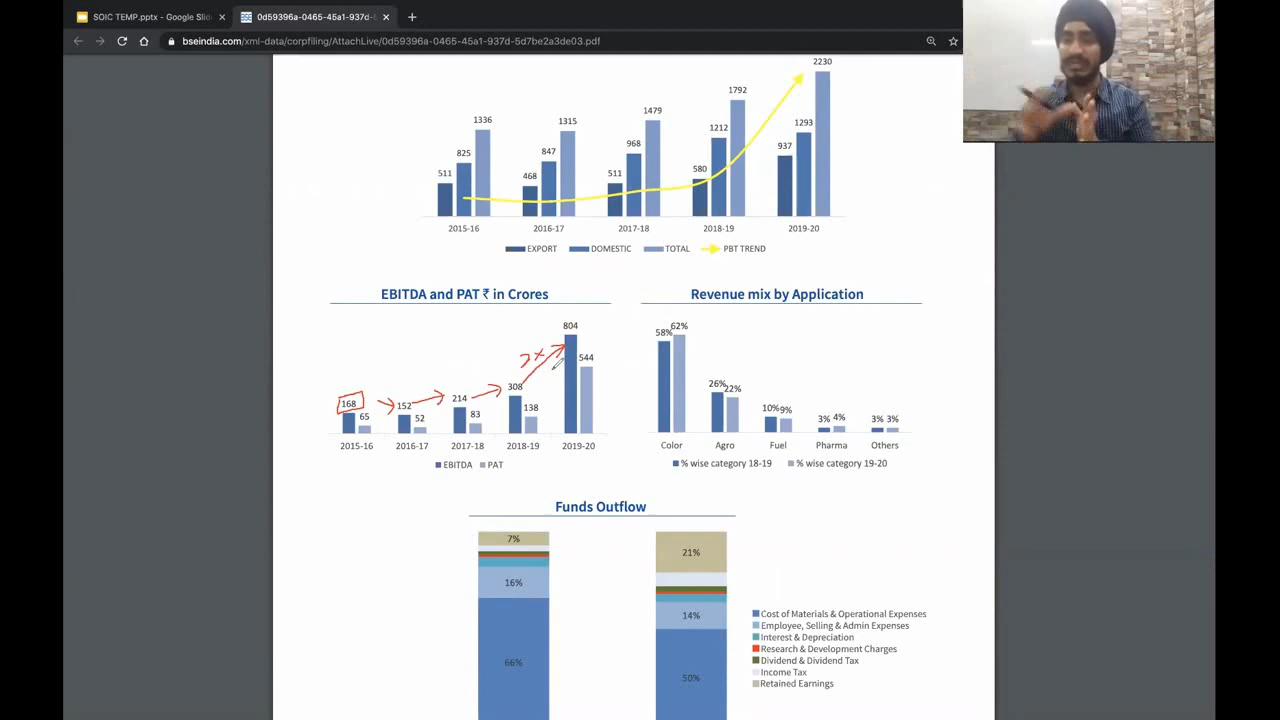 SOIC TEMP.pptx - Google Slid
0d59396a-0465-45a1-937d-5
bseindia.com/xml-data/corpfiling/AttachLive/0d59396a-0465-45a1-937d-5d7be2a3de03.pdf
2230
1792
1479
1336 1315
1212 1293
968 937
825 847
511 468 511 580
2015-16 2016-17 2017-18 2018-19 2019-20
EXPORT DOMESTIC TOTAL PBT TREND
EBITDA and PAT ₹ in Crores
804
544
308
168 152 214
65 52 83 138
2015-16 2016-17 2017-18 2018-19 2019-20
EBITDA PAT
Revenue mix by Application
58% 62%
26% 22%
10% 9%
3% 4% 3% 3%
Color Agro Fuel Pharma Others
% wise category 18-19 % wise category 19-20
Funds Outflow
7% 21%
16% 14%
66% 50%
Cost of Materials & Operational Expenses
Employee, Selling & Admin Expenses
Interest & Depreciation
Research & Development Charges
Dividend & Dividend Tax
Income Tax
Retained Earnings